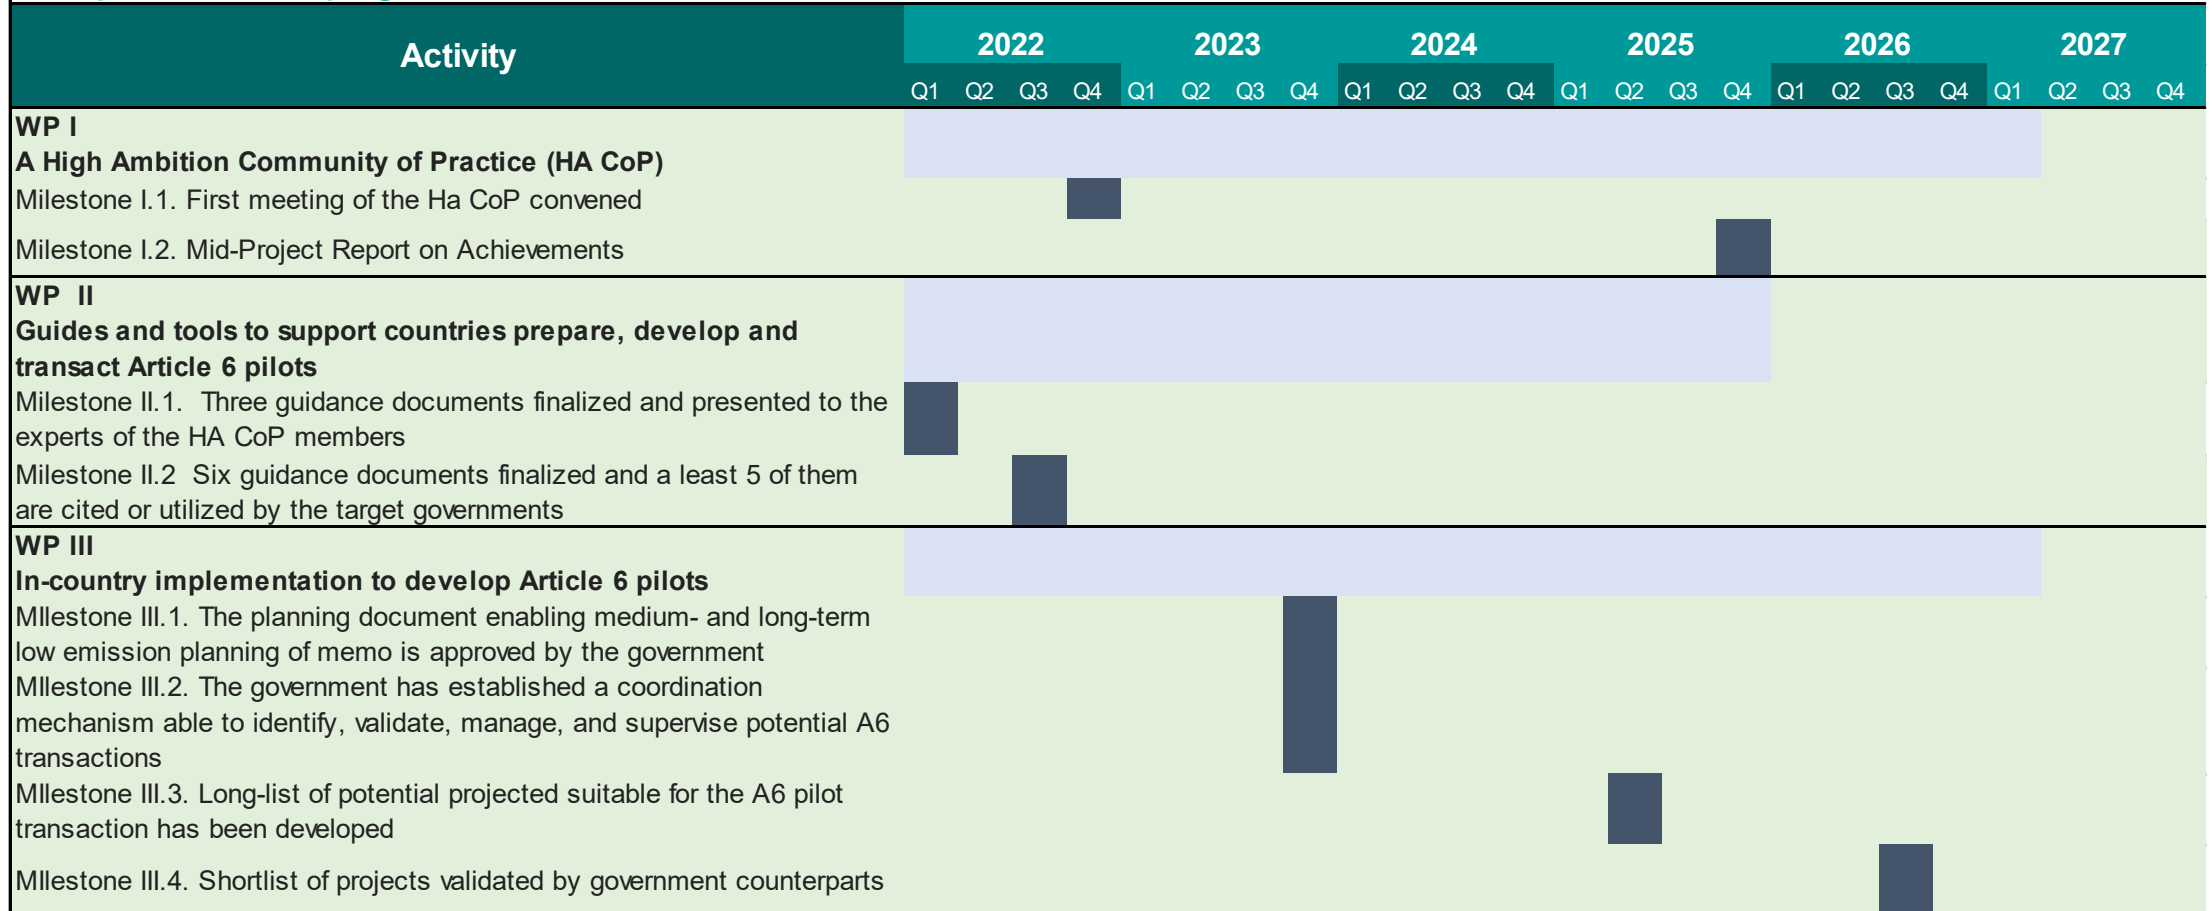 Activity
2022 2023 2024 2025 2026 2027
Q1 Q2 Q3 Q4 Q1 Q2 Q3 Q4 Q1 Q2 Q3 Q4 Q1 Q2 Q3 Q4 Q1 Q2 Q3 Q4 Q1 Q2 Q3 Q4
WP I
A High Ambition Community of Practice (HA CoP)
Milestone I.1. First meeting of the Ha CoP convened
Milestone I.2. Mid-Project Report on Achievements
WP II
Guides and tools to support countries prepare, develop and
transact Article 6 pilots
Milestone II.1. Three guidance documents finalized and presented to the
experts of the HA CoP members
Milestone II.2 Six guidance documents finalized and a least 5 of them
are cited or utilized by the target governments
WP III
In-country implementation to develop Article 6 pilots
MIlestone III.1. The planning document enabling medium- and long-term
low emission planning of memo is approved by the government
MIlestone III.2. The government has established a coordination
mechanism able to identify, validate, manage, and supervise potential A6
transactions
MIlestone III.3. Long-list of potential projected suitable for the A6 pilot
transaction has been developed
MIlestone III.4. Shortlist of projects validated by government counterparts